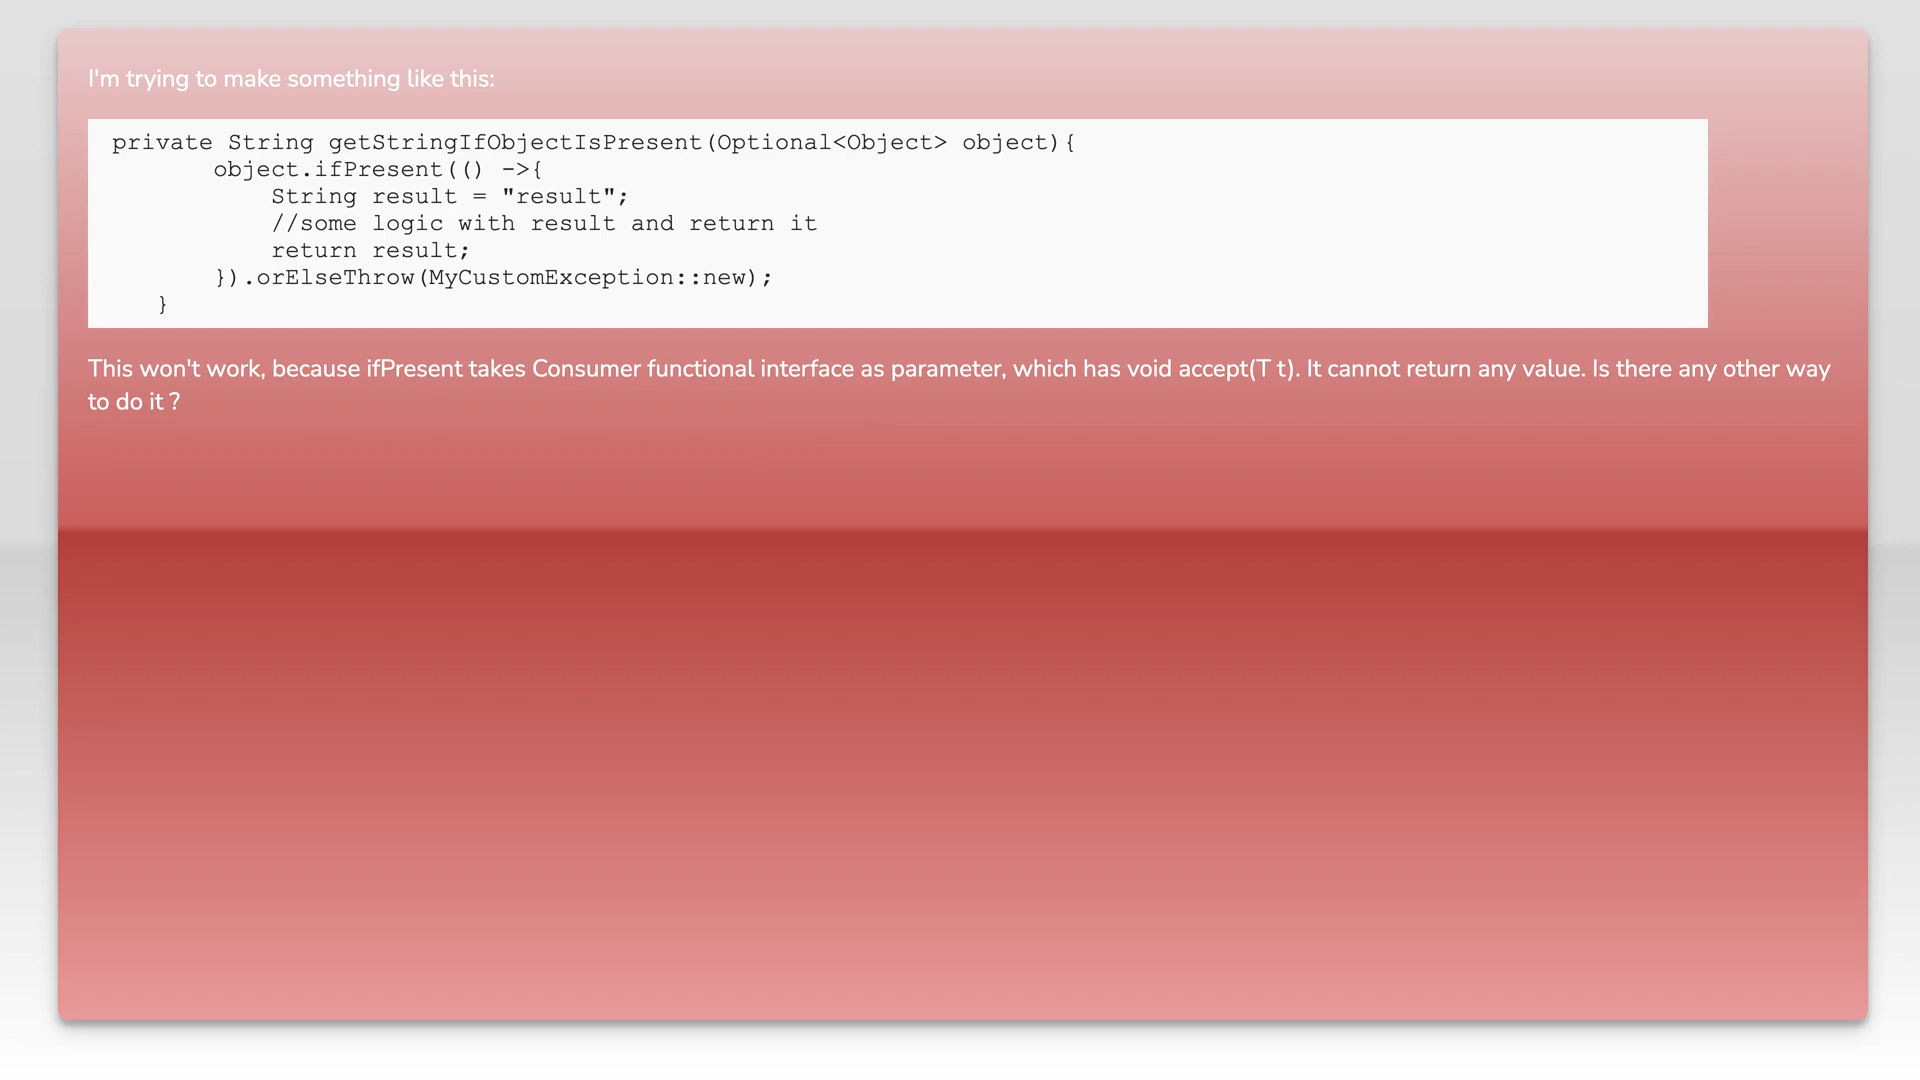 I'm trying to make something like this:
private String getStringIfObjectIsPresent(Optional<Object> object){
        object.ifPresent(() ->{
            String result = "result";
            //some logic with result and return it
            return result;
        }).orElseThrow(MyCustomException::new);
    }
This won't work, because ifPresent takes Consumer functional interface as parameter, which has void accept(T t). It cannot return any value. Is there any other way
to do it ?